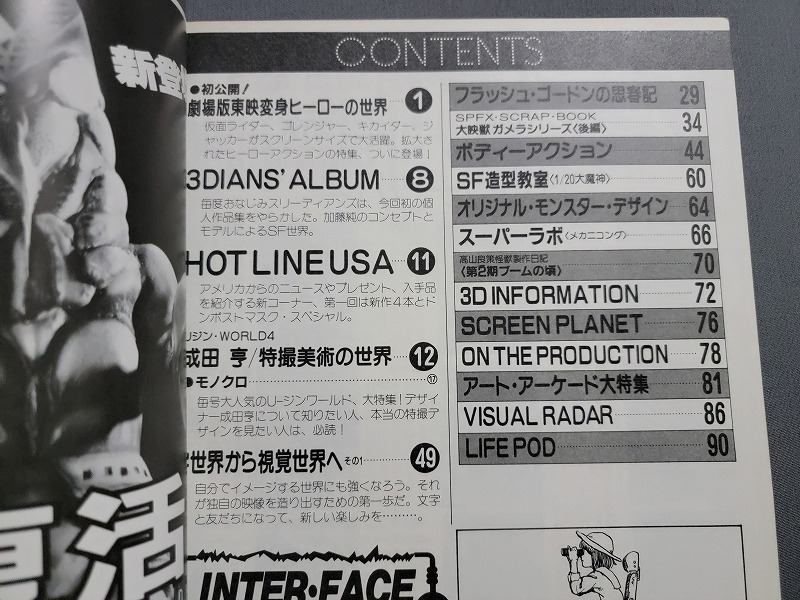 新登
活
CONTENTS
●初公開!
劇場版東映変身ヒーローの世界 1
仮面ライダー、ゴレンジャー、キカイダー、ジ
ャッカーがスクリーンサイズで大活躍。拡大さ
れたヒーローアクションの特集、ついに登場!
3DIANS' ALBUM 8
毎度おなじみスリーディアンズは、今回初の個
人作品集をやらかした。加藤純のコンセプトと
モデルによるSF世界。
HOT LINE USA 11
アメリカからのニュースやプレゼント、入手品
を紹介する新コーナー、第一回は新作4本とド
ンポストマスク・スペシャル。
リジン・WORLD4
成田 亨/特撮美術の世界 12
●モノクロ ⑰
毎号大人気のリージンワールド、大特集!デザイ
ナー成田亨について知りたい人、本当の特撮デ
ザインを見たい人は、必読!
世界から視覚世界へ その1 49
自分でイメージする世界にも強くなろう。それ
が独自の映像を造り出すための第一歩だ。文字
と友だちになって、新しい楽しみを………。
INTER・FACE
フラッシュ・ゴードンの思容記 29
SPFX・SCRAP・BOOK
大映獣ガメラシリーズ〈後編〉 34
ボディーアクション 44
SF造型教室〈1/20大魔神〉 60
オリジナル・モンスター・デザイン 64
スーパーラボ〈メカニコング〉 66
高山良策怪獣製作日記
〈第2期ブームの頃〉 70
3D INFORMATION 72
SCREEN PLANET 76
ON THE PRODUCTION 78
アート・アーケード大特集 81
VISUAL RADAR 86
LIFE POD 90